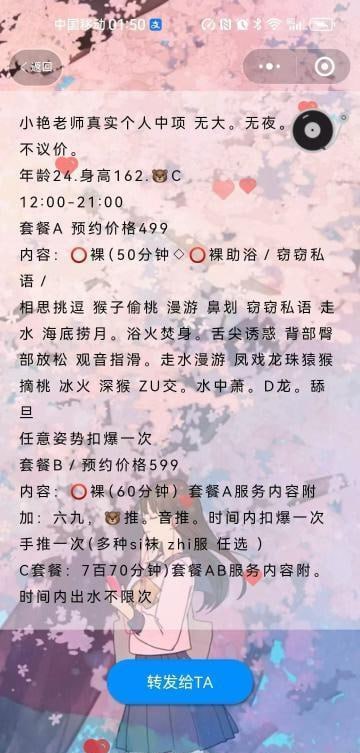 中国移动 01:50
返回
小艳老师真实个人中项 无大。无夜。
不议价。
年龄24.身高162.🐻C
12:00-21:00
套餐A 预约价格499
内容：⭕裸(50分钟◇⭕裸助浴 / 窃窃私
语 /
相思挑逗 猴子偷桃 漫游 鼻划 窃窃私语 走
水 海底捞月。浴火焚身。舌尖诱惑 背部臀
部放松 观音指滑。走水漫游 凤戏龙珠猿猴
摘桃 冰火 深猴 ZU交。水中萧。D龙。舔
旦
任意姿势扣爆一次
套餐B / 预约价格599
内容：⭕裸(60分钟）套餐A服务内容附
加：六九，🐻推。音推。时间内扣爆一次
手推一次(多种si袜 zhi服 任选 ）
C套餐：7百70分钟)套餐AB服务内容附。
时间内出水不限次
转发给TA